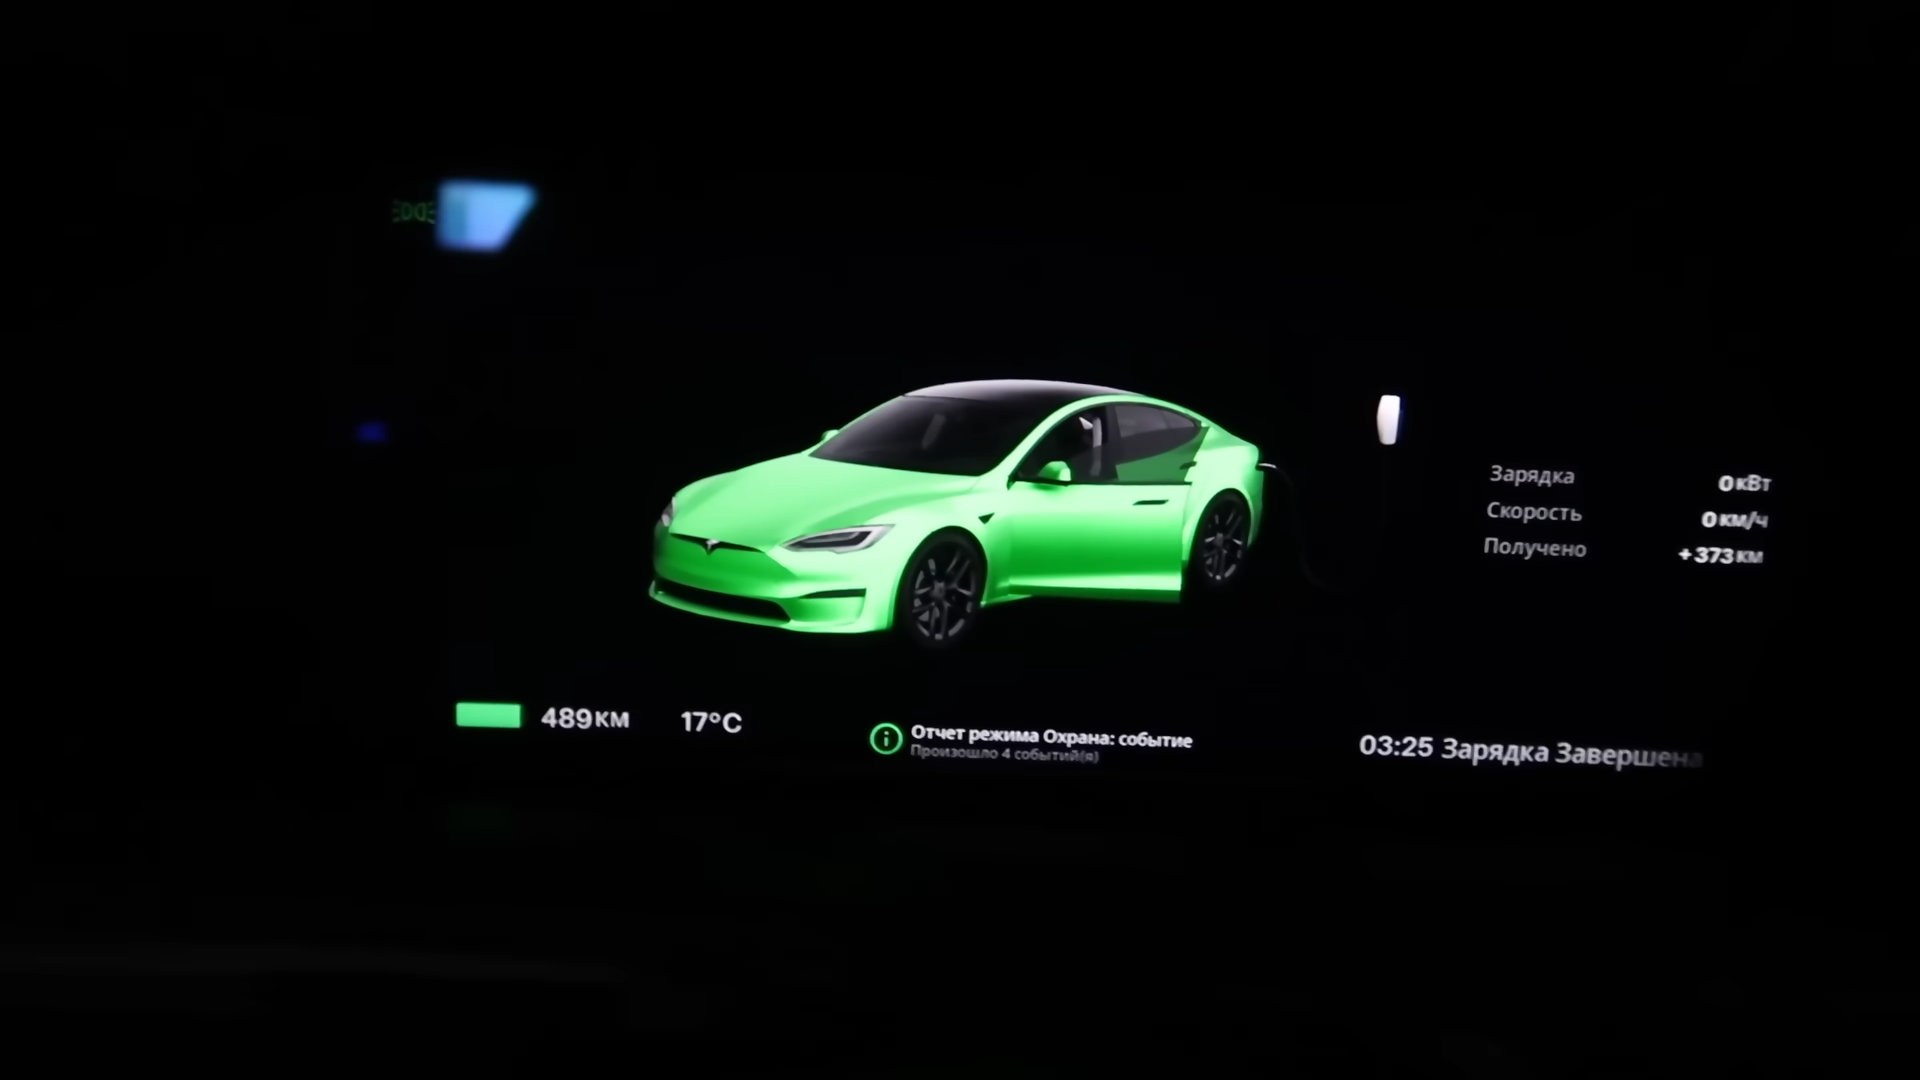 Зарядка 0 кВт
Скорость 0 км/ч
Получено +373 км
489 КМ 17°C
Отчет режима Охрана: событие
Произошло 4 событий(я)
03:25 Зарядка Завершена